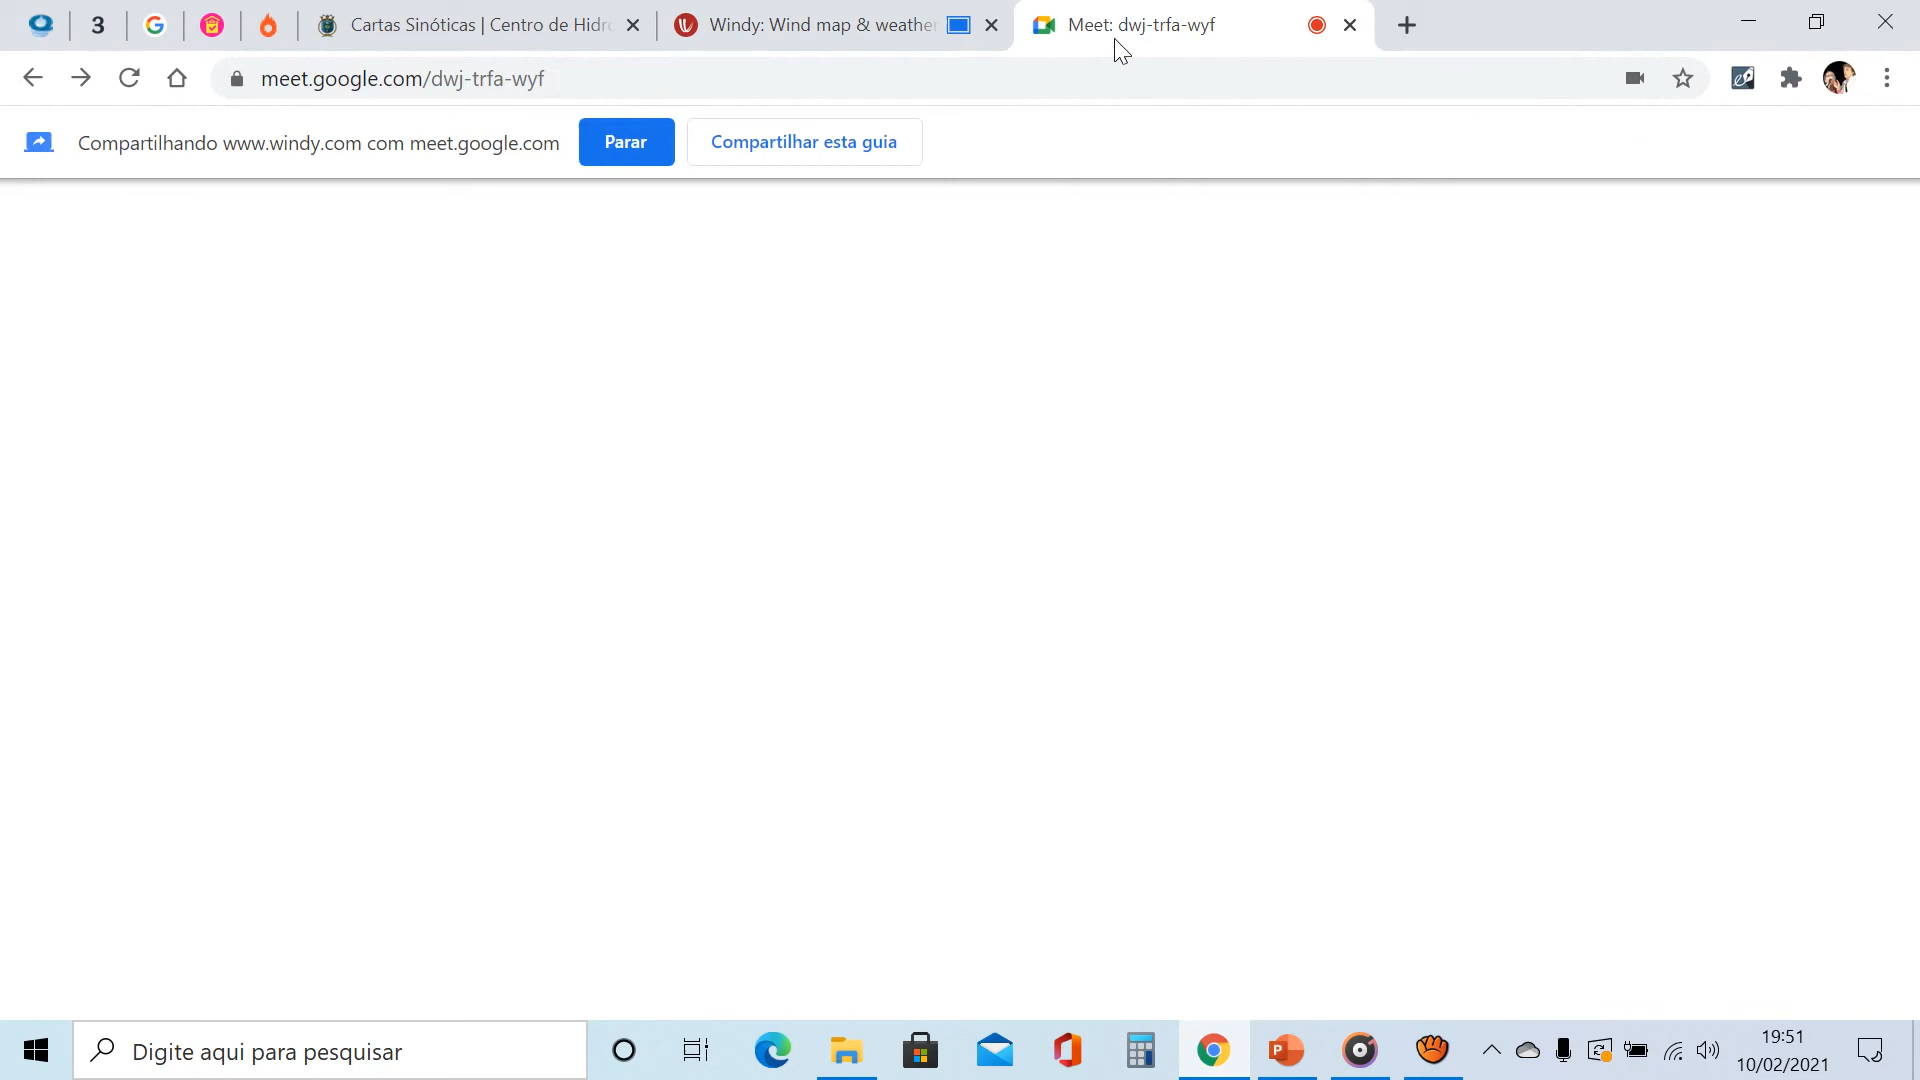 3
Cartas Sinóticas | Centro de Hidr
Windy: Wind map & weather
Meet: dwj-trfa-wyf
meet.google.com/dwj-trfa-wyf
Compartilhando www.windy.com com meet.google.com
Parar
Compartilhar esta guia
Digite aqui para pesquisar
19:51
10/02/2021